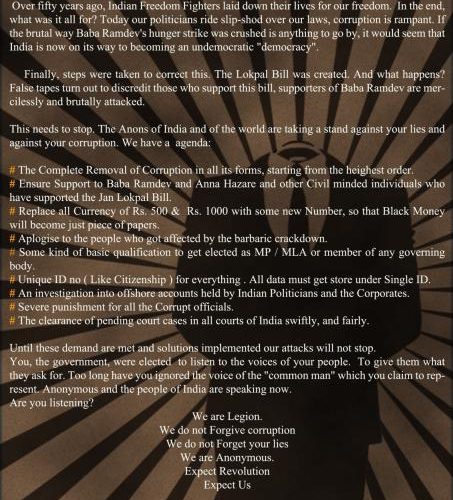 Over fifty years ago, Indian Freedom Fighters laid down their lives for our freedom. In the end,
what was it all for? Today our politicians ride slip-shod over our laws, corruption is rampant. If
the brutal way Baba Ramdev's hunger strike was crushed is anything to go by, it would seem that
India is now on its way to becoming an undemocratic "democracy".
Finally, steps were taken to correct this. The Lokpal Bill was created. And what happens?
False tapes turn out to discredit those who support this bill, supporters of Baba Ramdev are mer-
cilessly and brutally attacked.
This needs to stop. The Anons of India and of the world are taking a stand against your lies and
against your corruption. We have a agenda:
# The Complete Removal of Corruption in all its forms, starting from the heighest order.
# Ensure Support to Baba Ramdev and Anna Hazare and other Civil minded individuals who
have supported the Jan Lokpal Bill.
# Replace all Currency of Rs. 500 & Rs. 1000 with some new Number, so that Black Money
will become just piece of papers.
# Aplogise to the people who got affected by the barbaric crackdown.
# Some kind of basic qualification to get elected as MP / MLA or member of any governing
body.
# Unique ID no ( Like Citizenship ) for everything . All data must get store under Single ID.
# An investigation into offshore accounts held by Indian Politicians and the Corporates.
# Severe punishment for all the Corrupt officials.
# The clearance of pending court cases in all courts of India swiftly, and fairly.
Until these demand are met and solutions implemented our attacks will not stop.
You, the government, were elected to listen to the voices of your people. To give them what
they ask for. Too long have you ignored the voice of the "common man" which you claim to rep-
resent. Anonymous and the people of India are speaking now.
Are you listening?
We are Legion.
We do not Forgive corruption
We do not Forget your lies
We are Anonymous.
Expect Revolution
Expect Us